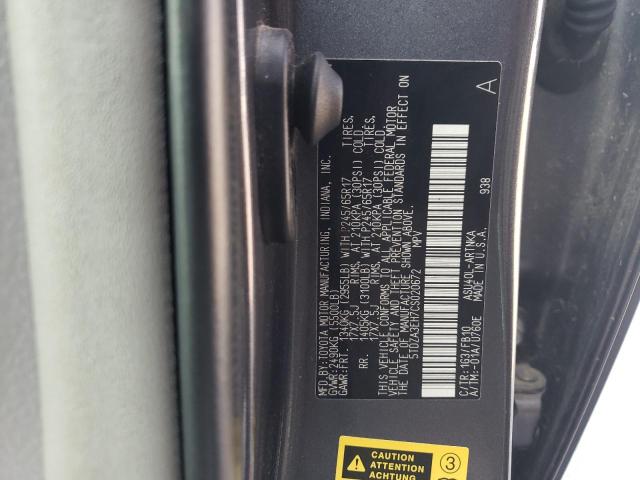 MFD.BY:TOYOTA MOTOR MANUFACTURING, INDIANA, INC.
GVWR:2490KG(5500LB)
GAWR:FRT. 1340KG(2955LB)WITH P245/65R17 TIRES,
17X7.5J RIMS, AT 210KPA(30PSI)COLD.
RR. 1405KG(3100LB)WITH P245/65R17 TIRES,
17X7.5J RIMS, AT 210KPA(30PSI)COLD.
THIS VEHICLE CONFORMS TO ALL APPLICABLE FEDERAL MOTOR
VEHICLE SAFETY AND THEFT PREVENTION STANDARDS IN EFFECT ON
THE DATE OF MANUFACTURE SHOWN ABOVE.
5TDZA3EH7CS020672 MPV
C/TR:1G3/FB10 ASU40L-ARTNKA
A/TM:-01A/U760E MADE IN U.S.A.
938
A
CAUTION
ATTENTION
ACHTUNG
3